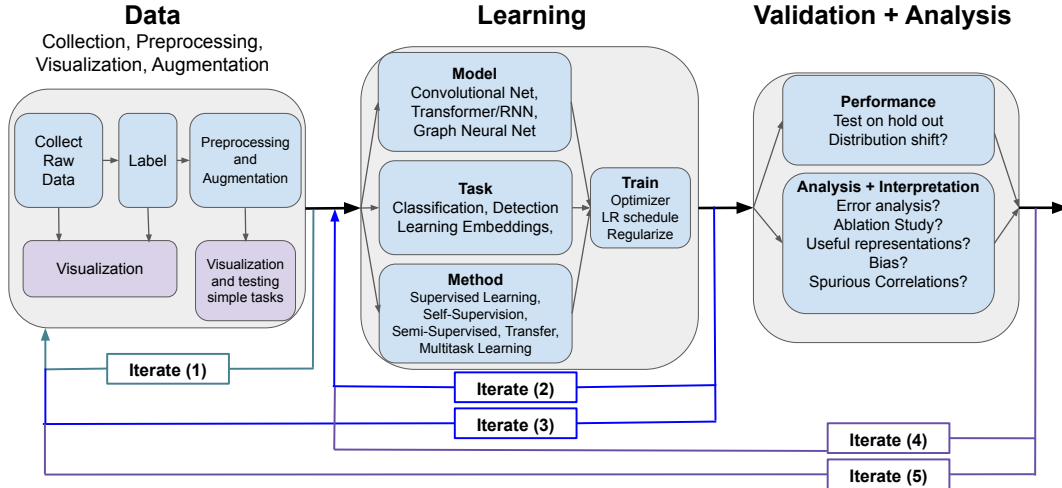 Data
Collection, Preprocessing,
Visualization, Augmentation
Collect
Raw
Data
Label
Preprocessing
and
Augmentation
Visualization
Visualization
and testing
simple tasks
Learning
Model
Convolutional Net,
Transformer/RNN,
Graph Neural Net
Task
Classification, Detection
Learning Embeddings,
Method
Supervised Learning,
Self-Supervision,
Semi-Supervised, Transfer,
Multitask Learning
Train
Optimizer
LR schedule
Regularize
Validation + Analysis
Performance
Test on hold out
Distribution shift?
Analysis + Interpretation
Error analysis?
Ablation Study?
Useful representations?
Bias?
Spurious Correlations?
Iterate (1)
Iterate (2)
Iterate (3)
Iterate (4)
Iterate (5)